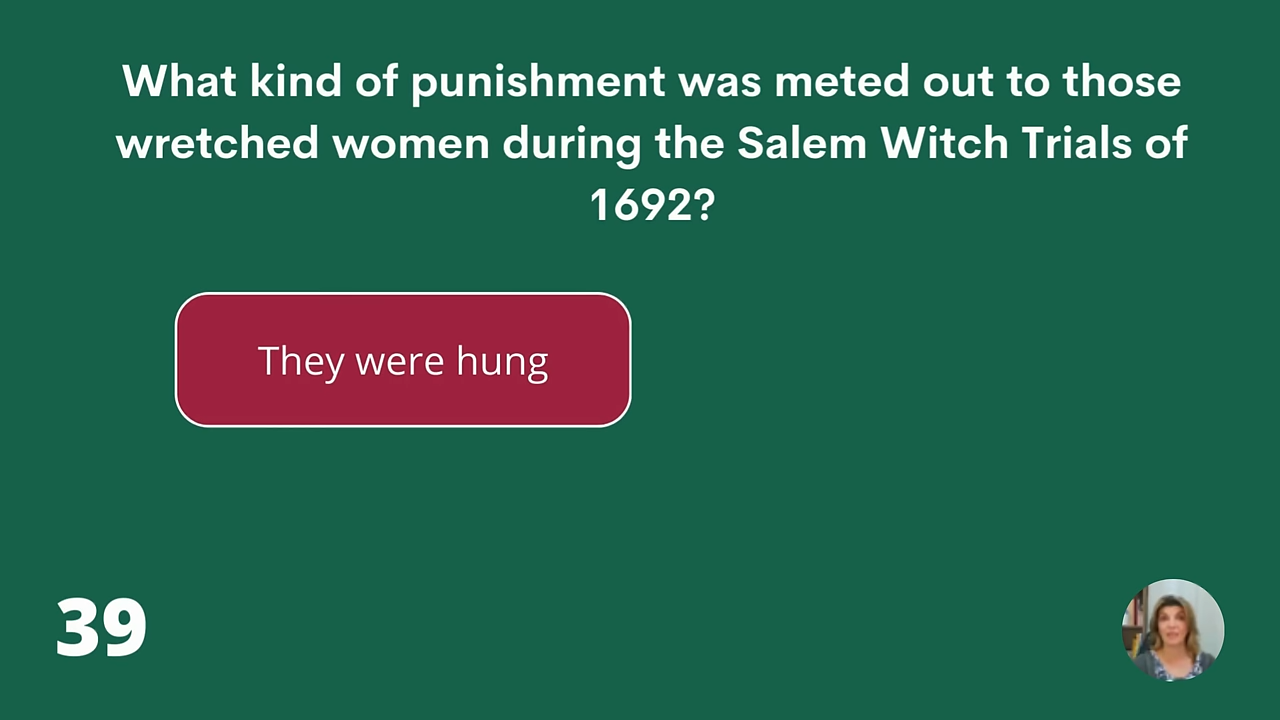 What kind of punishment was meted out to those
wretched women during the Salem Witch Trials of
1692?
They were hung
39